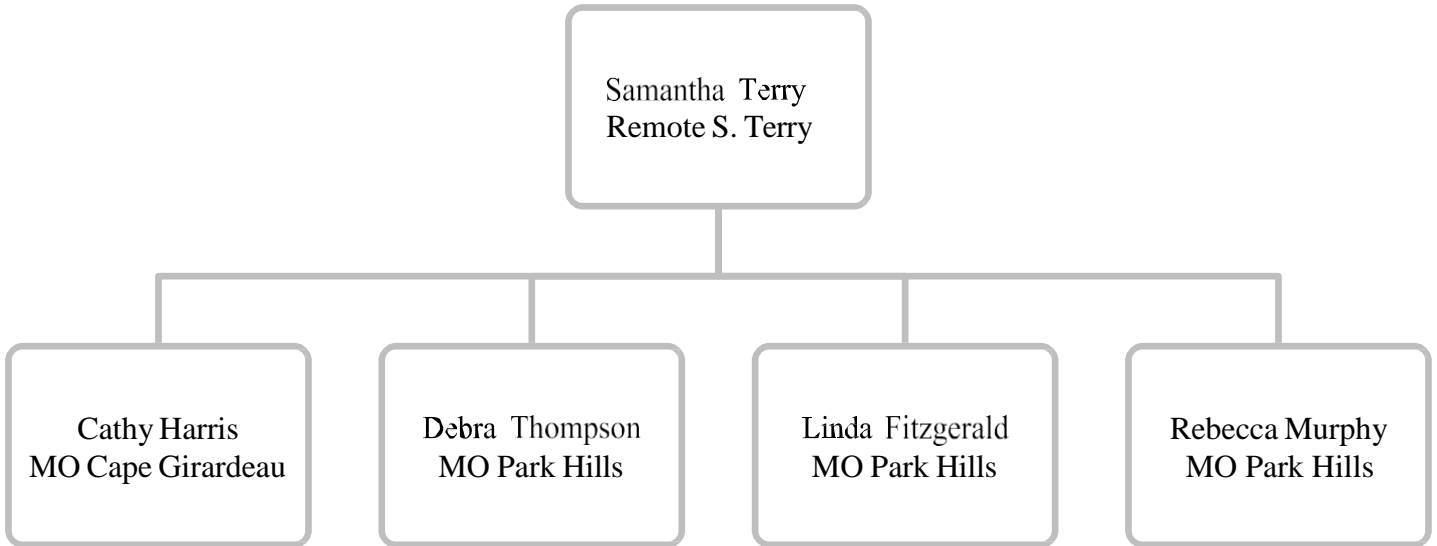 Samantha Terry
Remote S. Terry
Cathy Harris
MO Cape Girardeau
Debra Thompson
MO Park Hills
Linda Fitzgerald
MO Park Hills
Rebecca Murphy
MO Park Hills